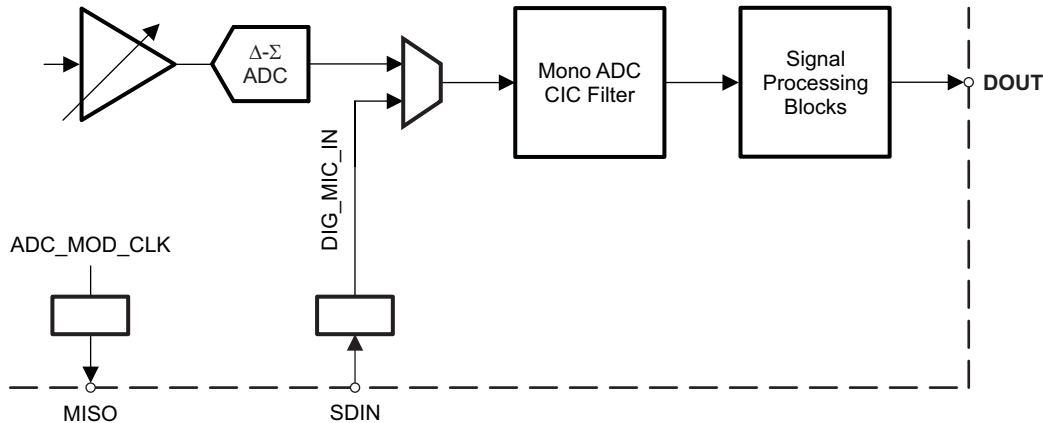 Δ-Σ
ADC
Mono ADC
CIC Filter
Signal
Processing
Blocks
DOUT
DIG_MIC_IN
ADC_MOD_CLK
MISO
SDIN